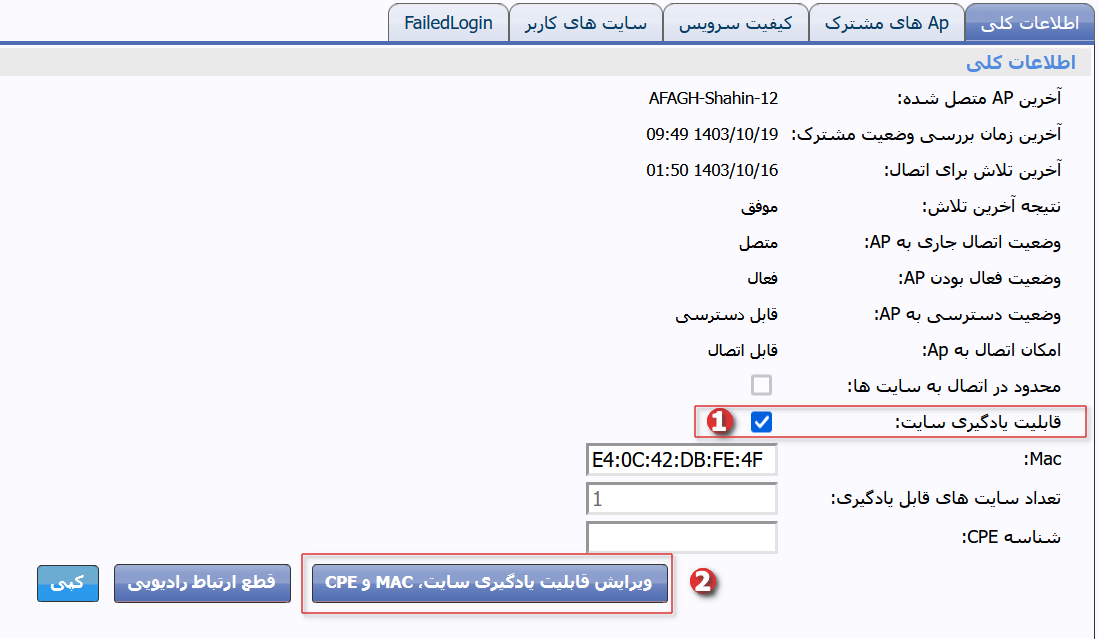 اطلاعات کلی
Ap های مشترک
کیفیت سرویس
سایت های کاربر
FailedLogin
اطلاعات کلی
آخرین AP متصل شده: AFAGH-Shahin-12
آخرین زمان بررسی وضعیت مشترک: 1403/10/19 09:49
آخرین تلاش برای اتصال: 1403/10/16 01:50
نتیجه آخرین تلاش: موفق
وضعیت اتصال جاری به AP: متصل
وضعیت فعال بودن AP: فعال
وضعیت دسترسی به AP: قابل دسترسی
امکان اتصال به Ap: قابل اتصال
محدود در اتصال به سایت ها:
قابلیت یادگیری سایت: 1
Mac: E4:0C:42:DB:FE:4F
تعداد سایت های قابل یادگیری: 1
شناسه CPE:
2 ویرایش قابلیت یادگیری سایت، MAC و CPE
قطع ارتباط رادیویی
کپی